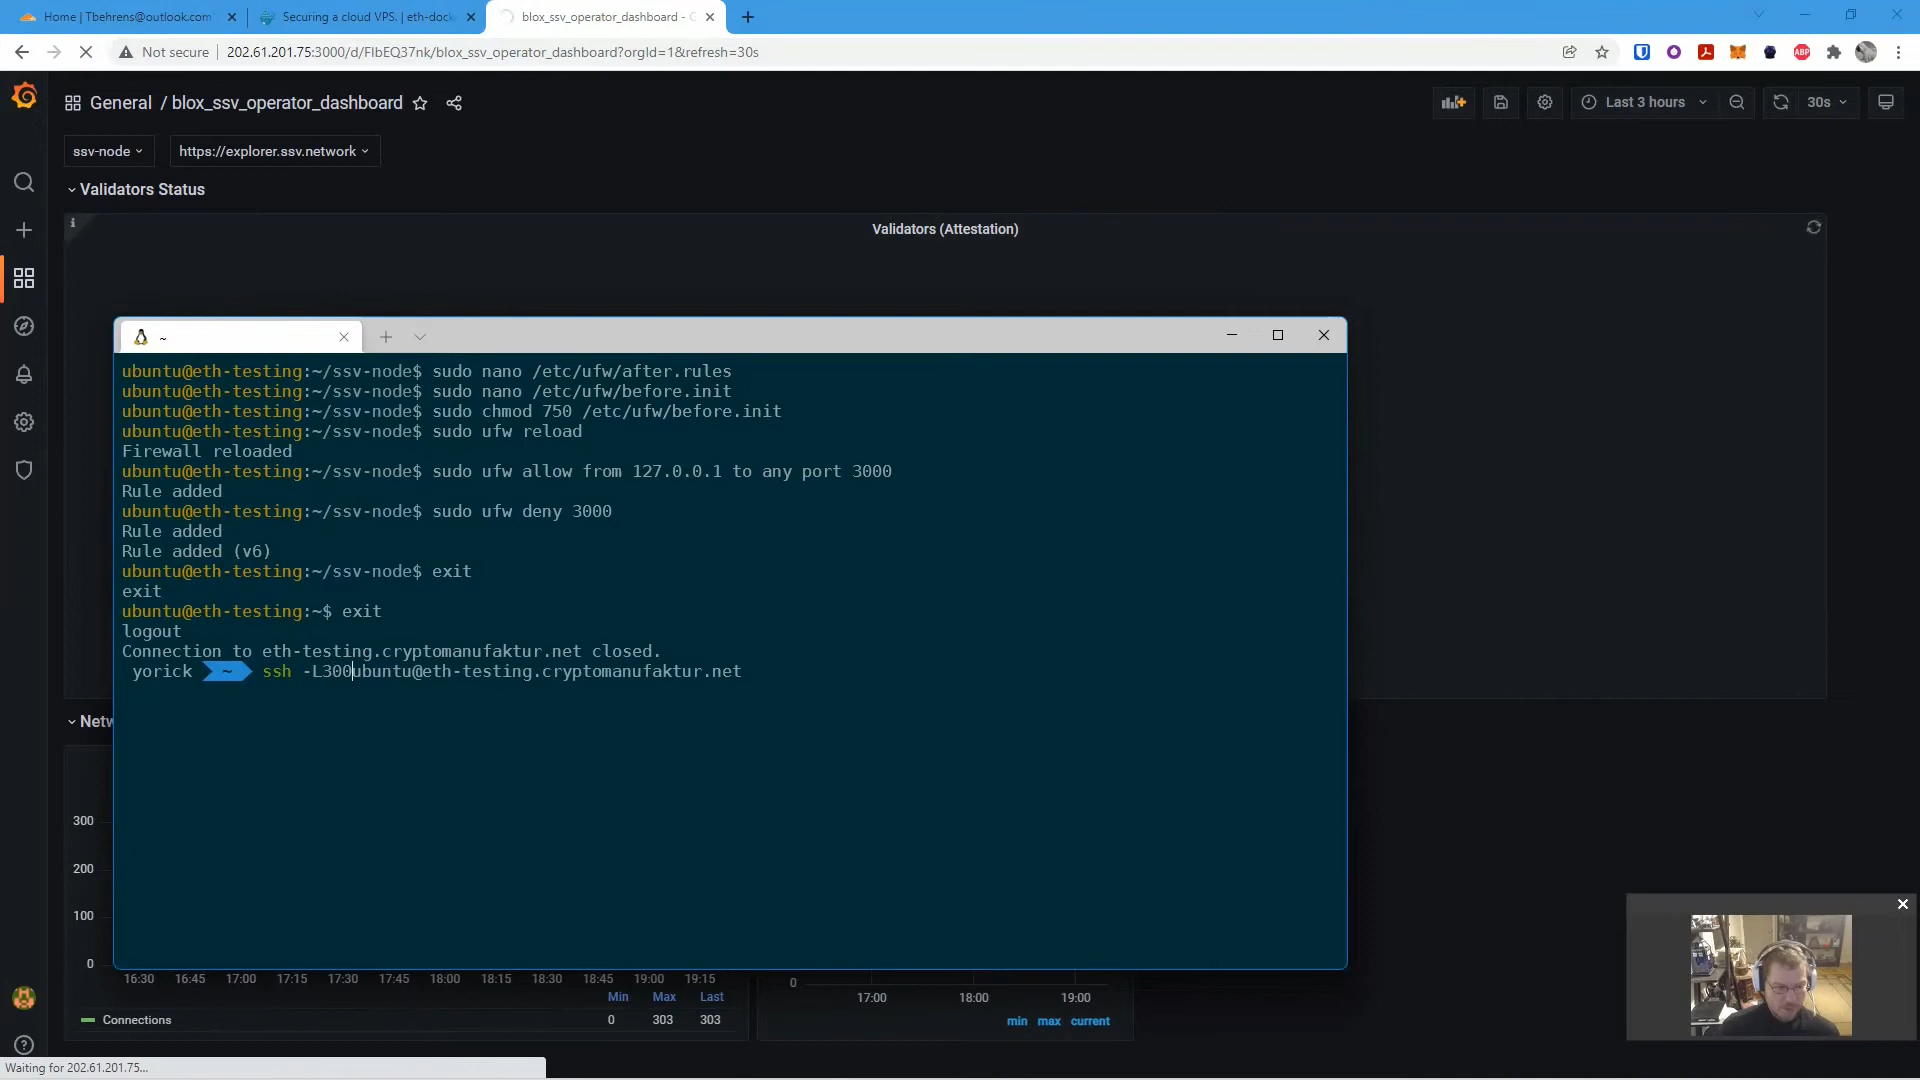 Home | Tbehrens@outlook.com
Securing a cloud VPS. | eth-dock
blox_ssv_operator_dashboard - G
Not secure
202.61.201.75:3000/d/FIbEQ37nk/blox_ssv_operator_dashboard?orgId=1&refresh=30s
General / blox_ssv_operator_dashboard
Last 3 hours
30s
ssv-node
https://explorer.ssv.network
Validators Status
Validators (Attestation)
~
ubuntu@eth-testing:~/ssv-node$ sudo nano /etc/ufw/after.rules
ubuntu@eth-testing:~/ssv-node$ sudo nano /etc/ufw/before.init
ubuntu@eth-testing:~/ssv-node$ sudo chmod 750 /etc/ufw/before.init
ubuntu@eth-testing:~/ssv-node$ sudo ufw reload
Firewall reloaded
ubuntu@eth-testing:~/ssv-node$ sudo ufw allow from 127.0.0.1 to any port 3000
Rule added
ubuntu@eth-testing:~/ssv-node$ sudo ufw deny 3000
Rule added
Rule added (v6)
ubuntu@eth-testing:~/ssv-node$ exit
exit
ubuntu@eth-testing:~$ exit
logout
Connection to eth-testing.cryptomanufaktur.net closed.
yorick ~ ssh -L300ubuntu@eth-testing.cryptomanufaktur.net
Netw
300
200
100
0
16:30 16:45 17:00 17:15 17:30 17:45 18:00 18:15 18:30 18:45 19:00 19:15
Min Max Last
Connections 0 303 303
0
17:00 18:00 19:00
min max current
ABP
Waiting for 202.61.201.75...